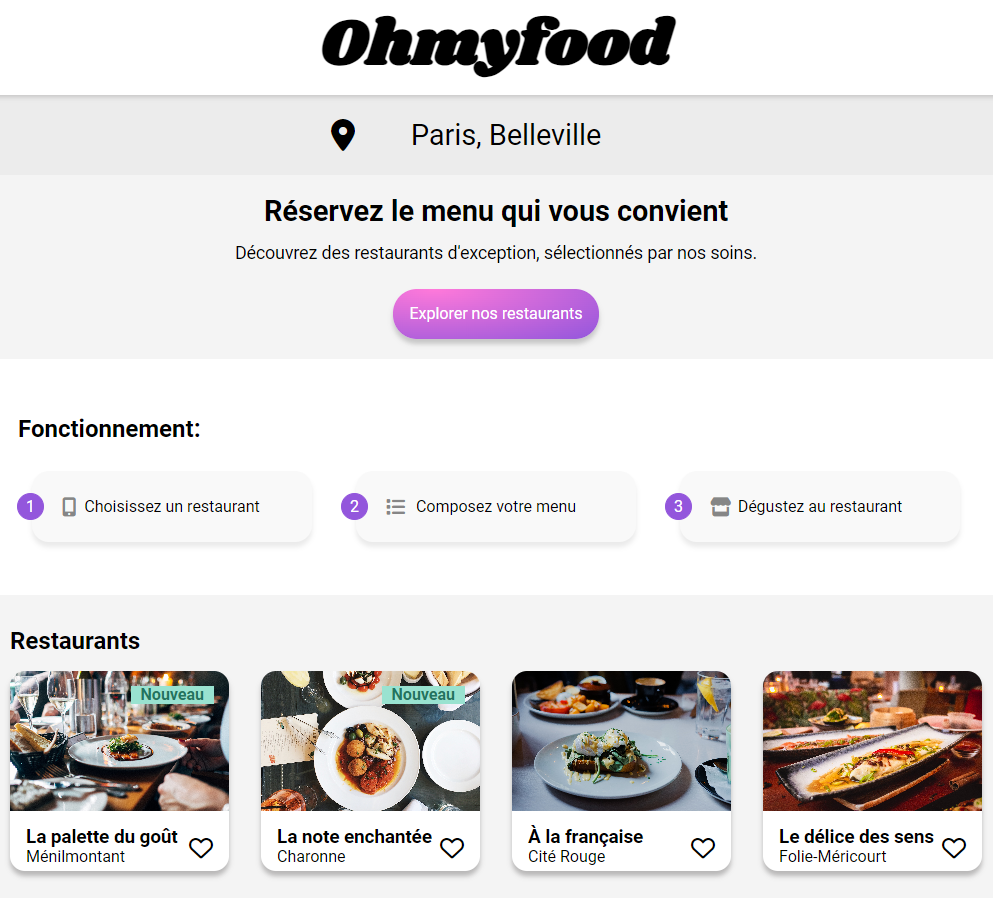 Ohmyfood
Paris, Belleville
Réservez le menu qui vous convient
Découvrez des restaurants d'exception, sélectionnés par nos soins.
Explorer nos restaurants
Fonctionnement:
1 Choisissez un restaurant
2 Composez votre menu
3 Dégustez au restaurant
Restaurants
Nouveau
La palette du goût
Ménilmontant
Nouveau
La note enchantée
Charonne
À la française
Cité Rouge
Le délice des sens
Folie-Méricourt